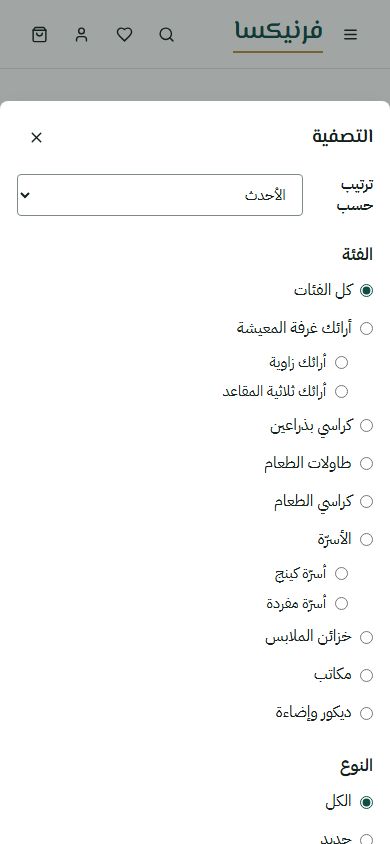 فرنيكسا
التصفية
ترتيب
حسب
الأحدث
الفئة
كل الفئات
أرائك غرفة المعيشة
أرائك زاوية
أرائك ثلاثية المقاعد
كراسي بذراعين
طاولات الطعام
كراسي الطعام
الأسرّة
أسرّة كينج
أسرّة مفردة
خزائن الملابس
مكاتب
ديكور وإضاءة
النوع
الكل
جديد